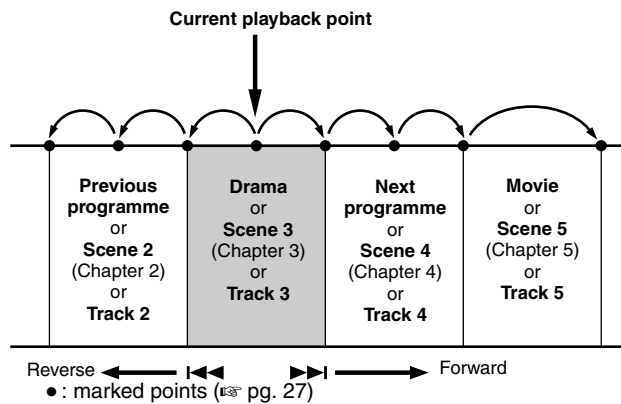 Current playback point
Previous
programme
or
Scene 2
(Chapter 2)
or
Track 2
Drama
or
Scene 3
(Chapter 3)
or
Track 3
Next
programme
or
Scene 4
(Chapter 4)
or
Track 4
Movie
or
Scene 5
(Chapter 5)
or
Track 5
Reverse
Forward
● : marked points (☞ pg. 27)